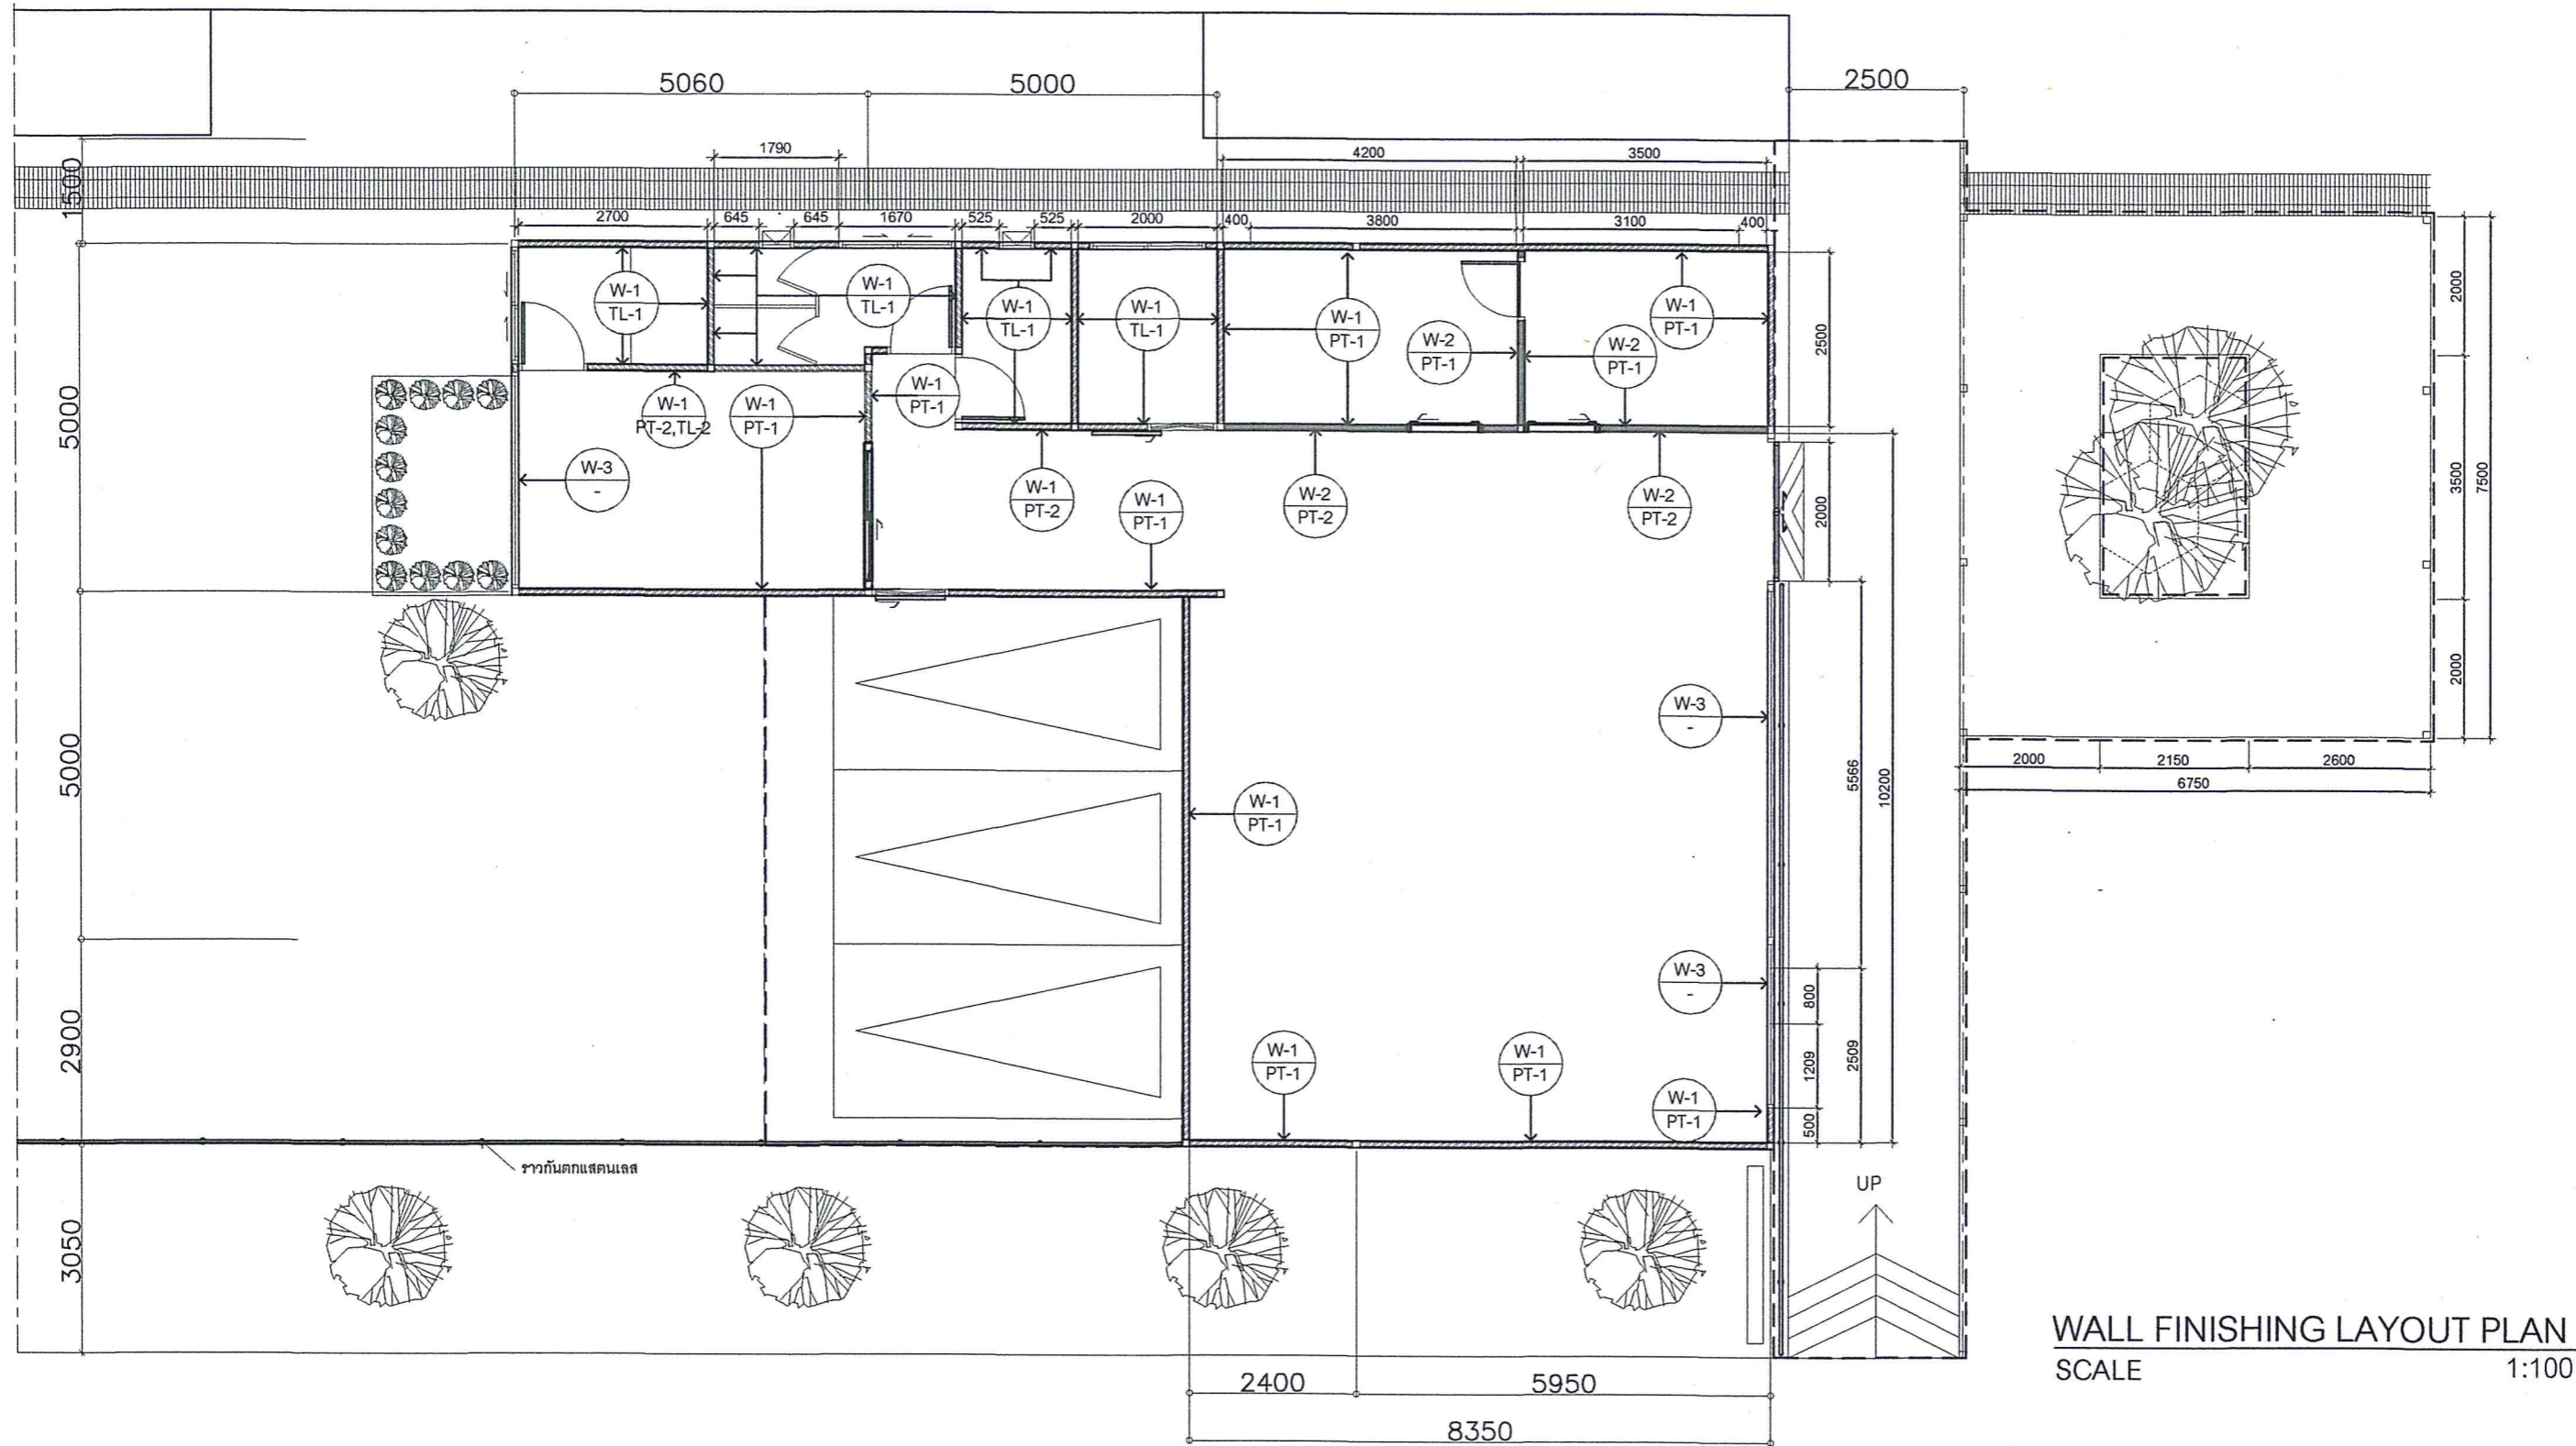 5060
5000
2500
1790
4200
3500
1500
2700
645
645
1670
525
525
2000
400
3800
3100
400
W-1
TL-1
W-1
TL-1
W-1
TL-1
W-1
TL-1
W-1
PT-1
W-2
PT-1
W-2
PT-1
W-1
PT-1
2500
2000
5000
W-1
PT-2,TL-2
W-1
PT-1
W-1
PT-1
W-3
-
W-1
PT-2
W-1
PT-1
W-2
PT-2
W-2
PT-2
2000
3500
7500
2000
W-3
-
5000
2000
2150
2600
6750
5566
10200
W-1
PT-1
W-3
-
800
2900
W-1
PT-1
W-1
PT-1
W-1
PT-1
1209
2509
500
ราวกันตกแสตนเลส
UP
3050
WALL FINISHING LAYOUT PLAN
SCALE 1:100
2400
5950
8350